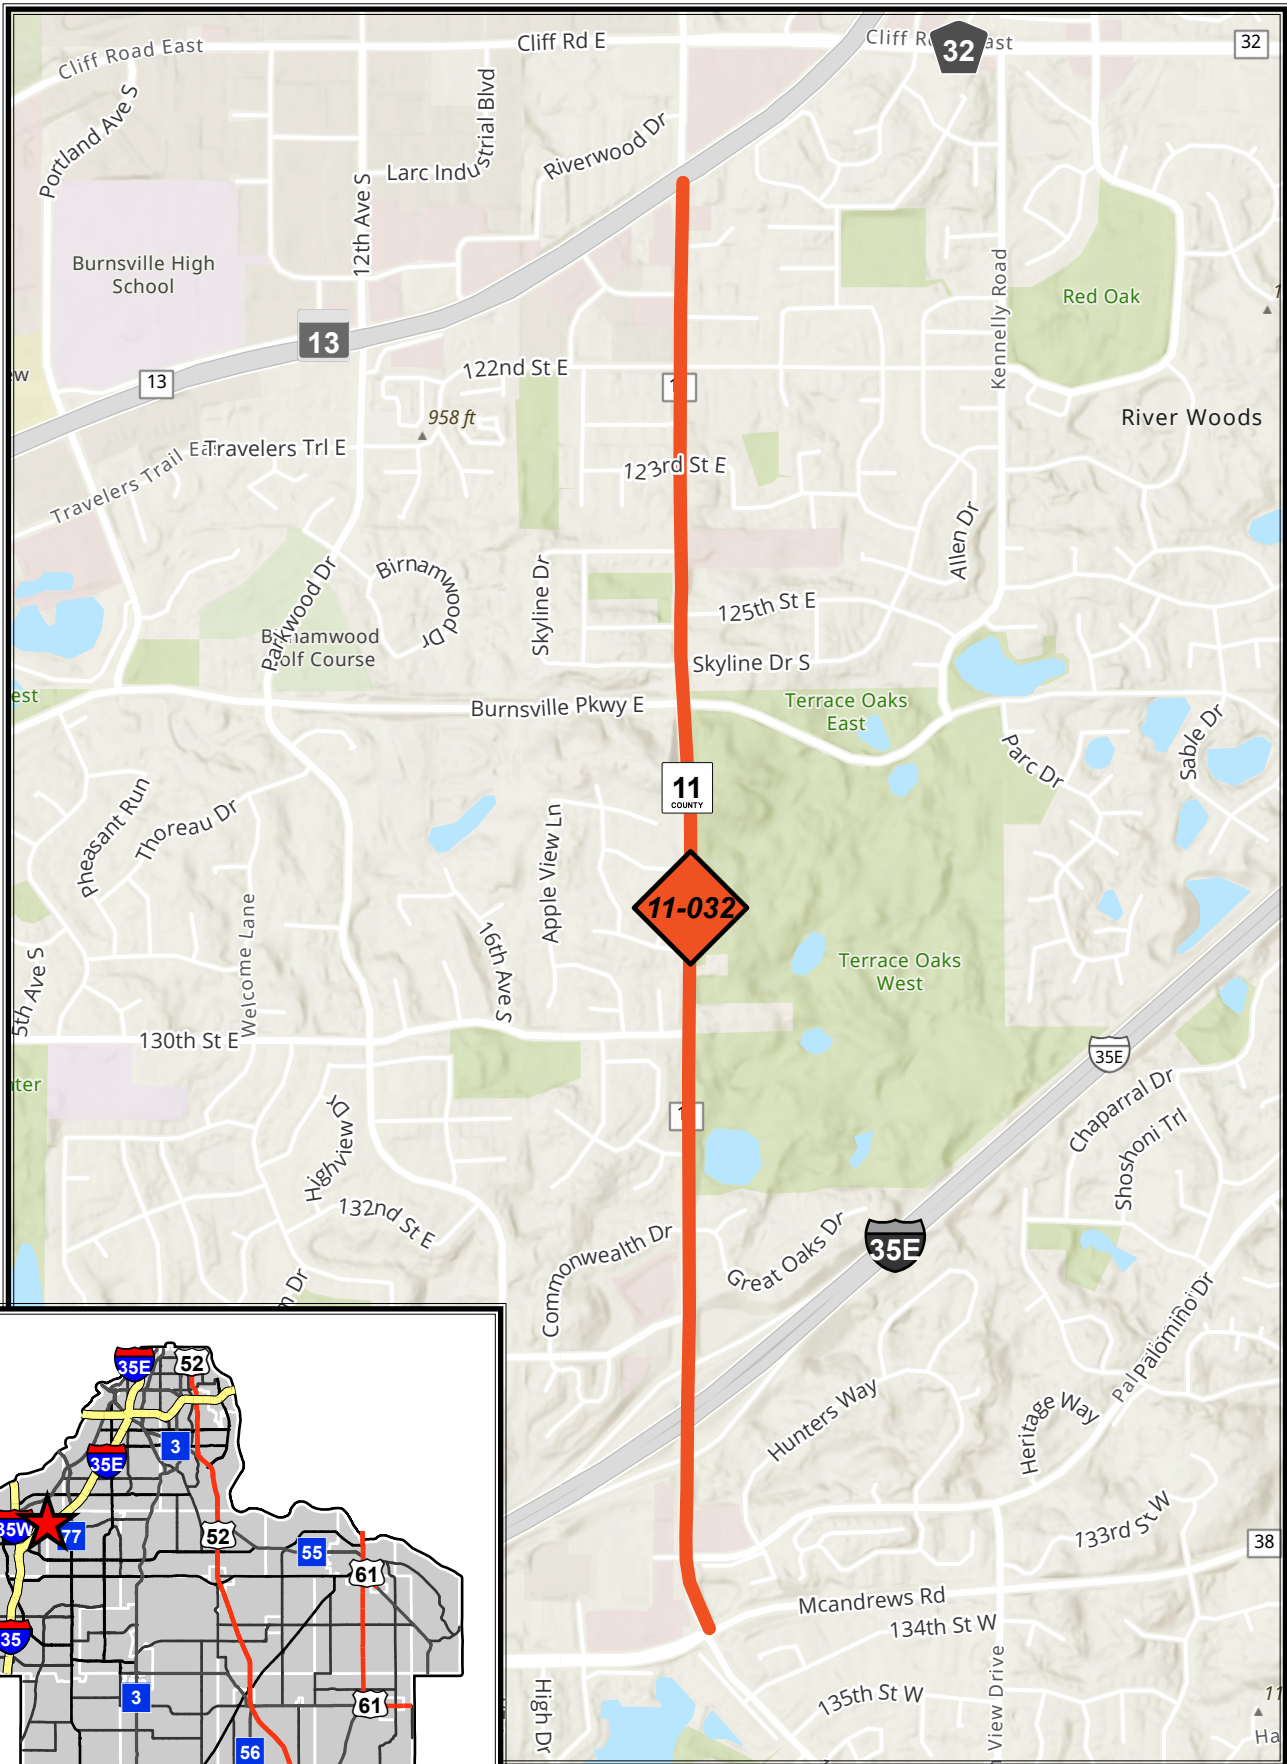 Cliff Road East
Cliff Rd E
32
32
Portland Ave S
Larc Industrial Blvd
Riverwood Dr
12th Ave S
Burnsville High
School
Kennelly Road
Red Oak
13
13
122nd St E
958 ft
River Woods
Travelers Trl E
Travelers Trail
123rd St E
Allen Dr
Birnamwood Dr
Skyline Dr
125th St E
Parkwood Dr
Skyline Dr S
Burnsville Pkwy E
Terrace Oaks
East
Parc Dr
Sable Dr
Pheasant Run
Thoreau Dr
11
COUNTY
Apple View Ln
11-032
16th Ave S
Welcome Lane
5th Ave S
Terrace Oaks
West
130th St E
35E
Chaparral Dr
Shoshoni Trl
Highview Dr
132nd St E
Commonwealth Dr
Great Oaks Dr
35E
Palomino Dr
Hunters Way
Heritage Way
133rd St W
38
Mcandrews Rd
134th St W
135th St W
View Drive
High Dr
35E
52
3
35E
35W
77
52
55
61
35
3
61
56